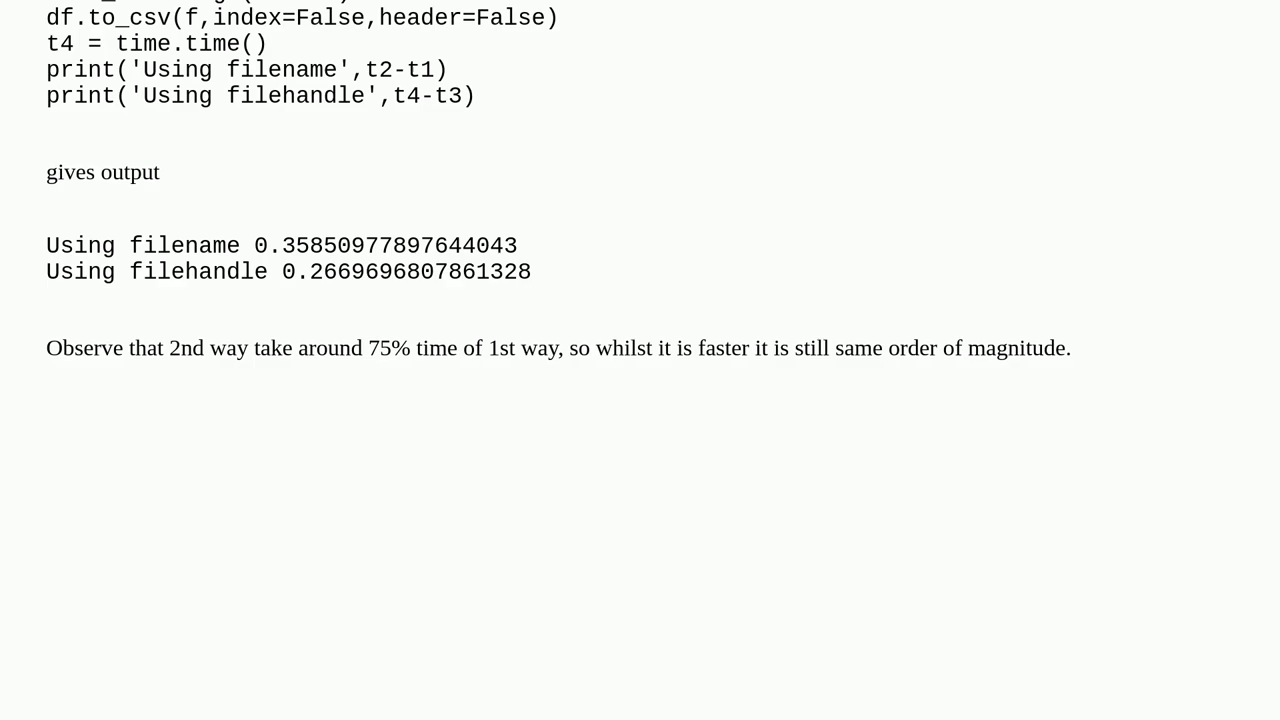 df.to_csv(f,index=False,header=False)
t4 = time.time()
print('Using filename',t2-t1)
print('Using filehandle',t4-t3)
gives output
Using filename 0.35850977897644043
Using filehandle 0.2669696807861328
Observe that 2nd way take around 75% time of 1st way, so whilst it is faster it is still same order of magnitude.